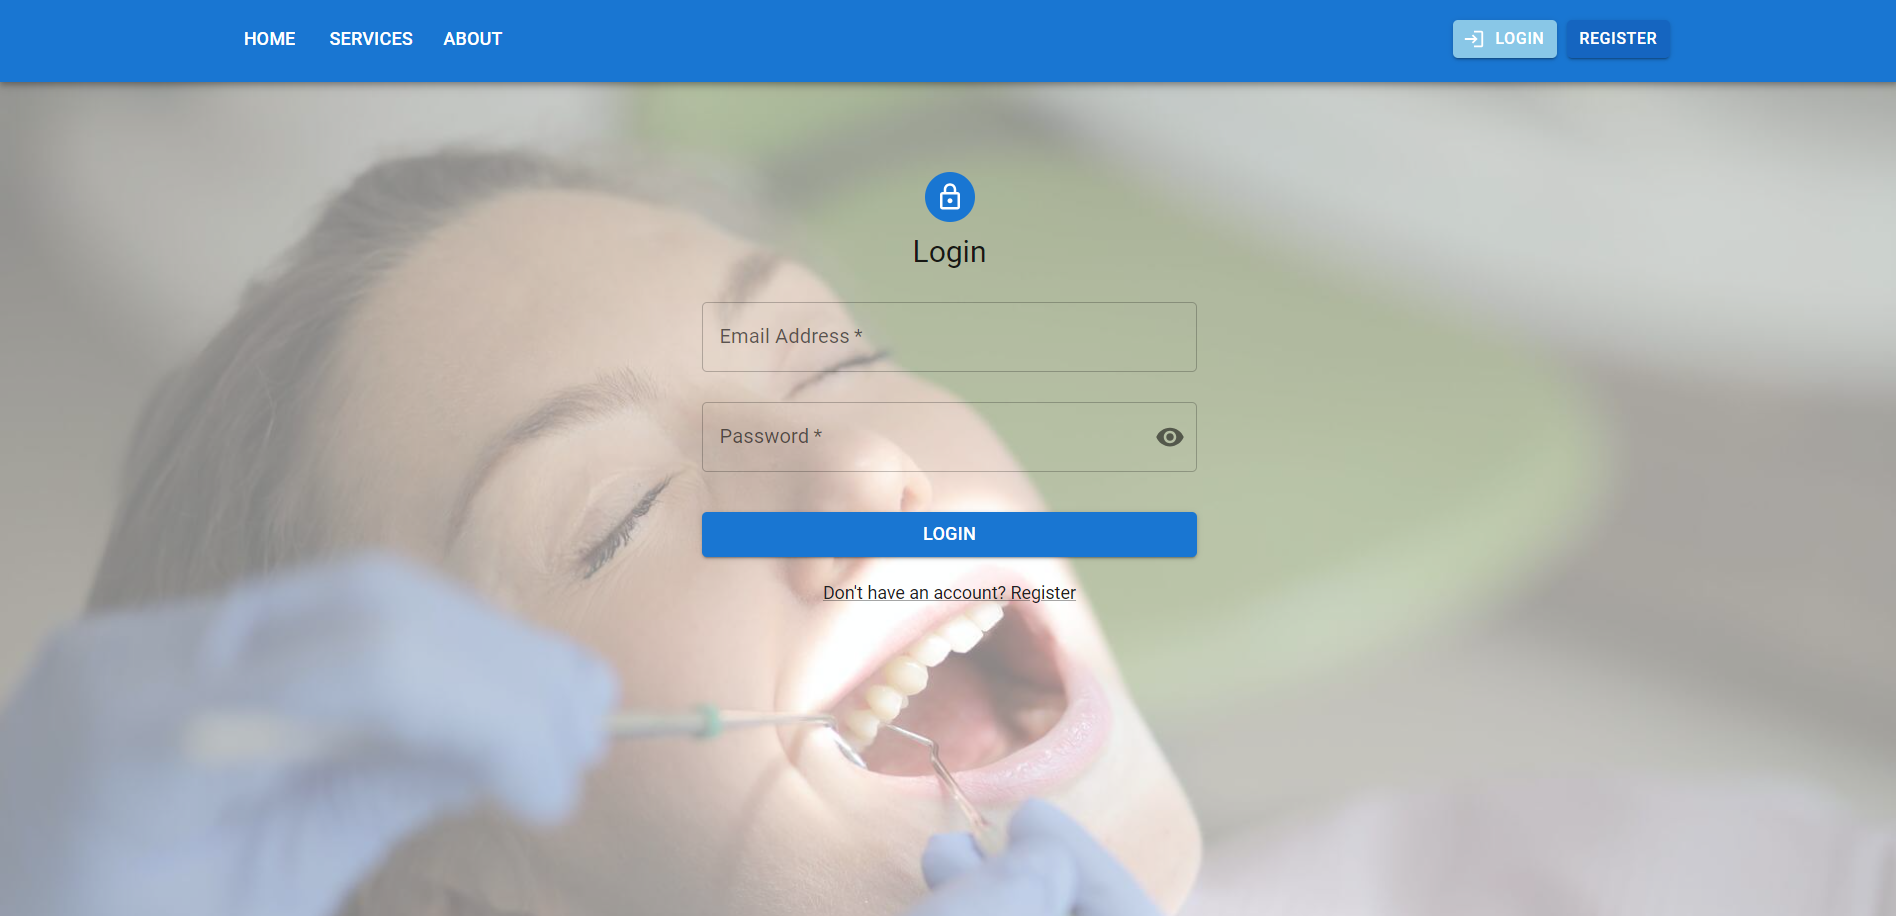 HOME SERVICES ABOUT LOGIN REGISTER
Login
Email Address *
Password *
LOGIN
Don't have an account? Register